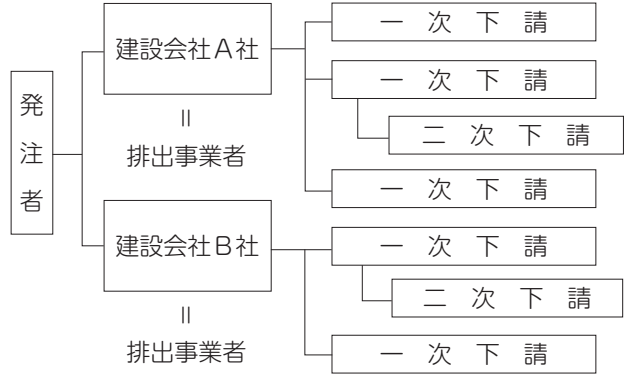 発注者
建設会社A社
＝
排出事業者
一次下請
一次下請
二次下請
一次下請
建設会社B社
＝
排出事業者
一次下請
二次下請
一次下請